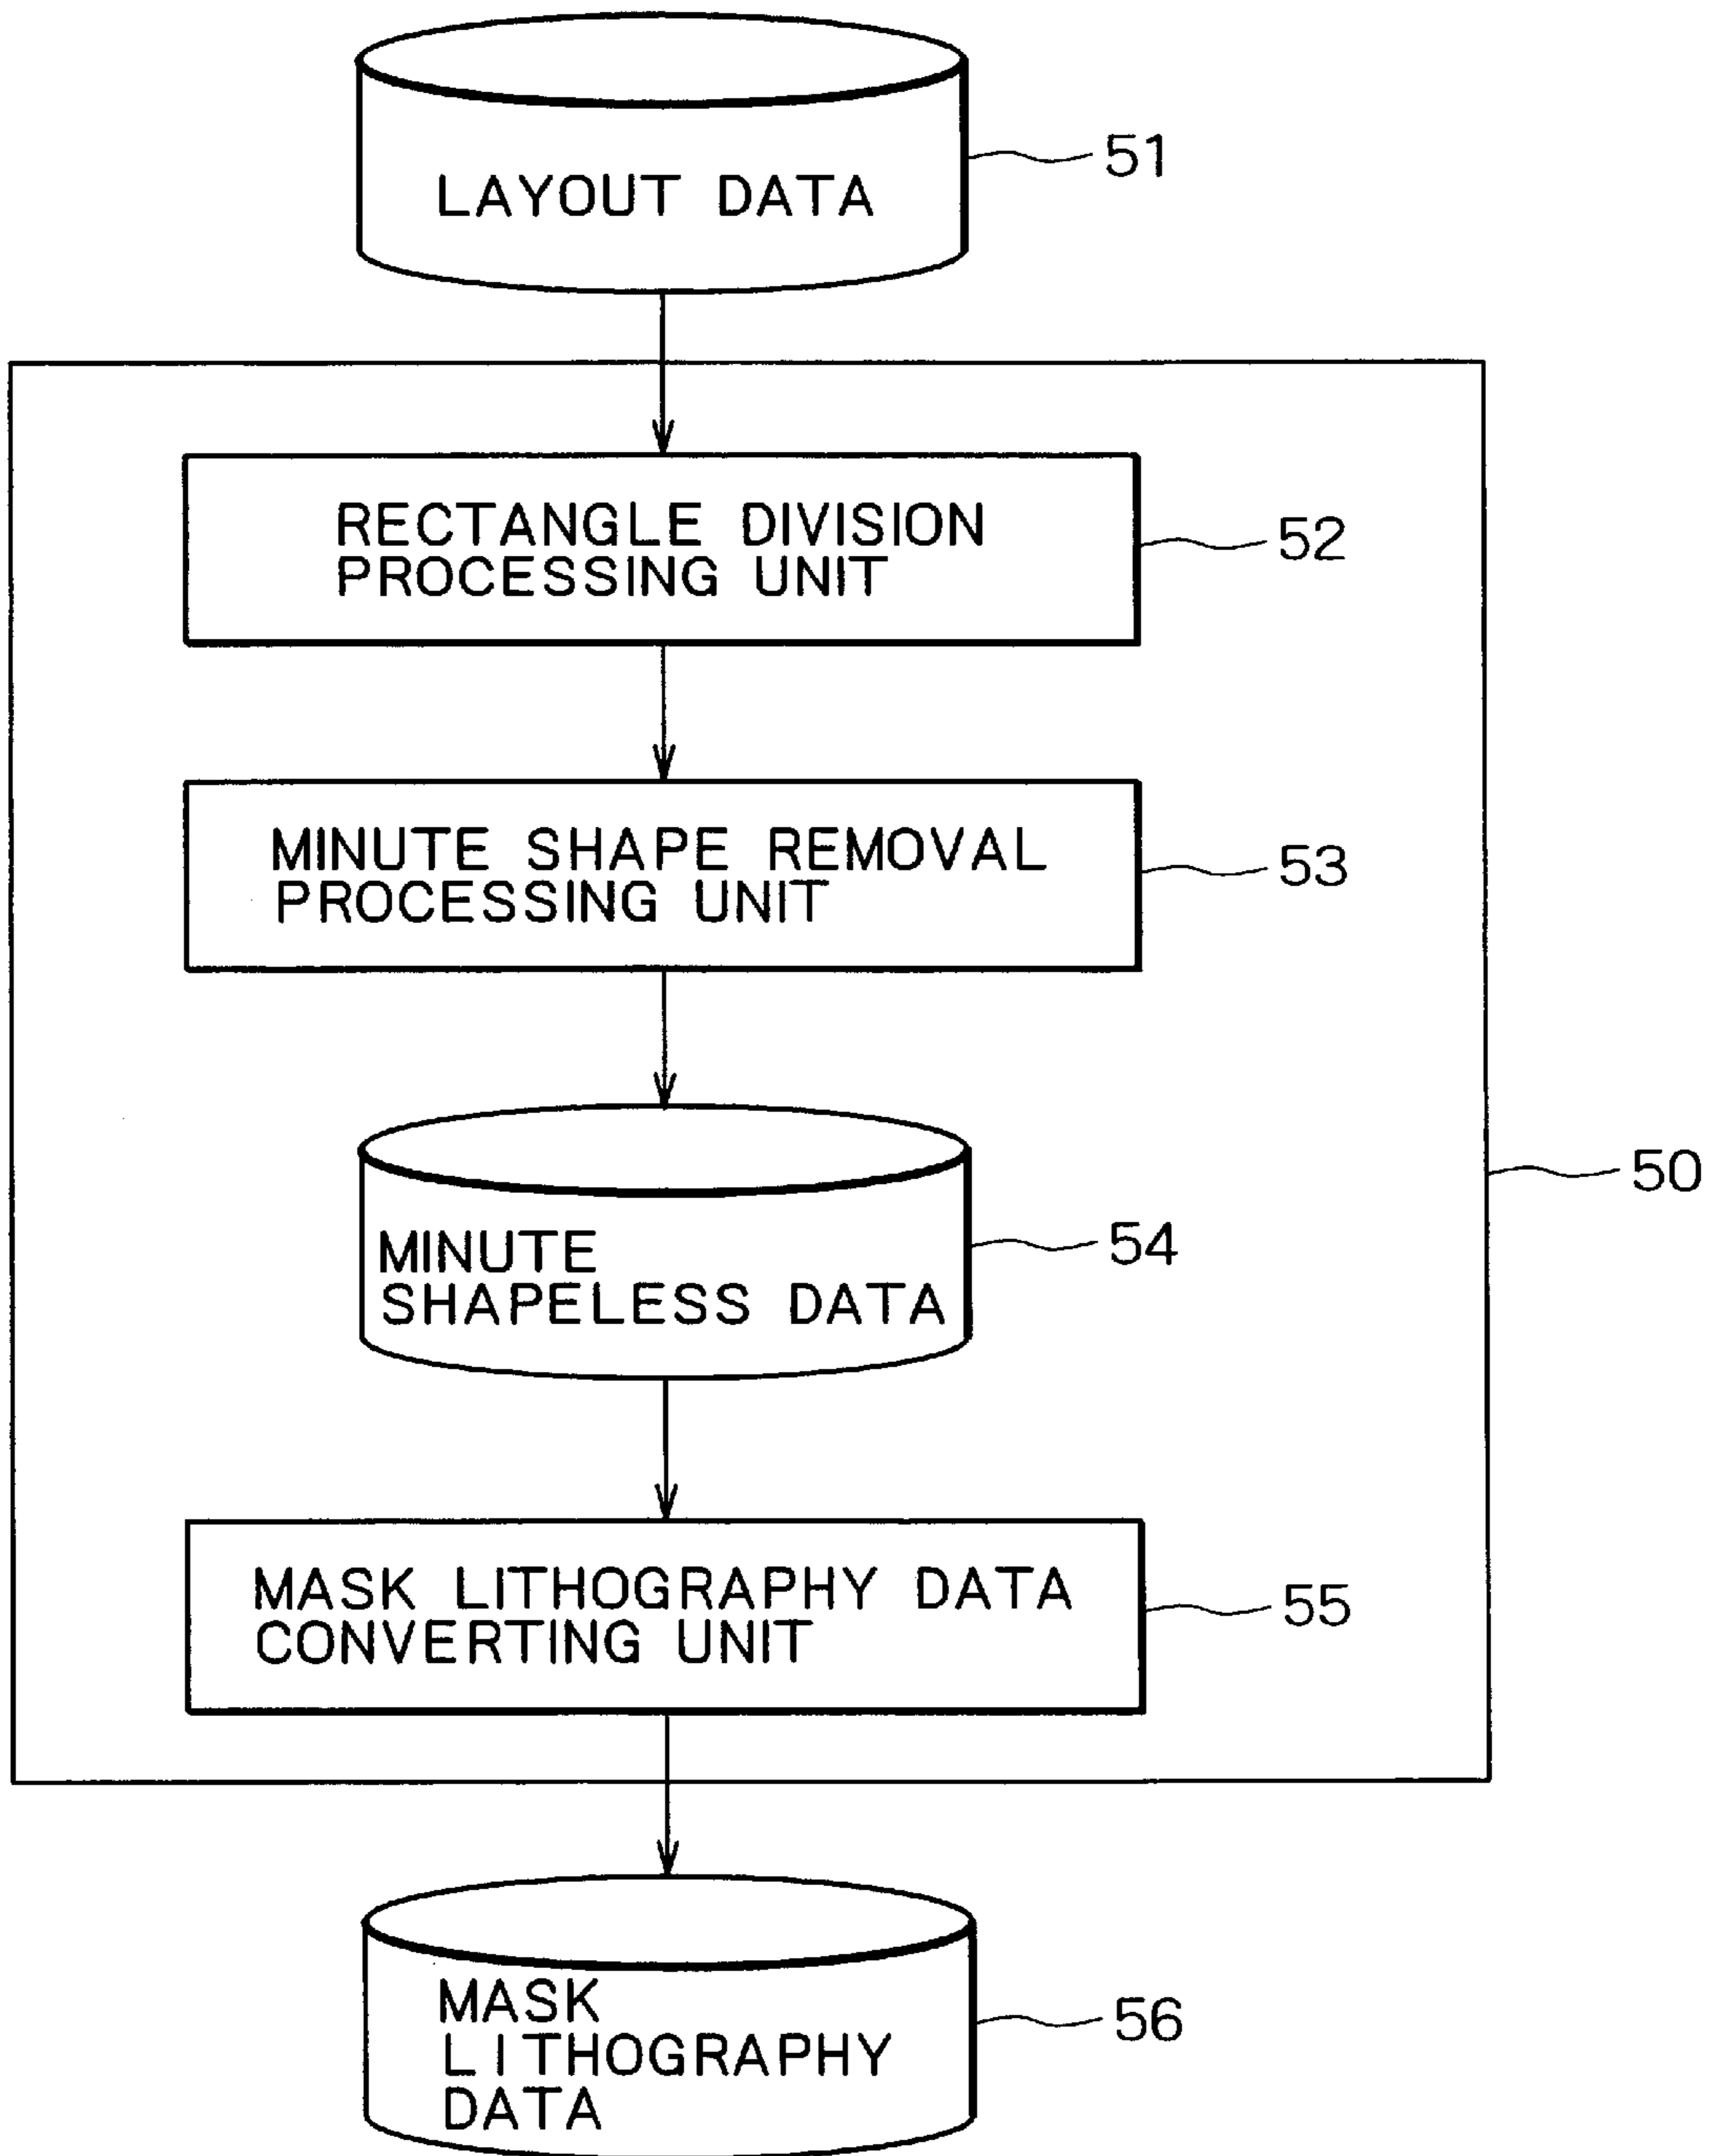 LAYOUT DATA
51
RECTANGLE DIVISION
PROCESSING UNIT
52
MINUTE SHAPE REMOVAL
PROCESSING UNIT
53
MINUTE
SHAPELESS DATA
54
50
MASK LITHOGRAPHY DATA
CONVERTING UNIT
55
MASK
LITHOGRAPHY
DATA
56